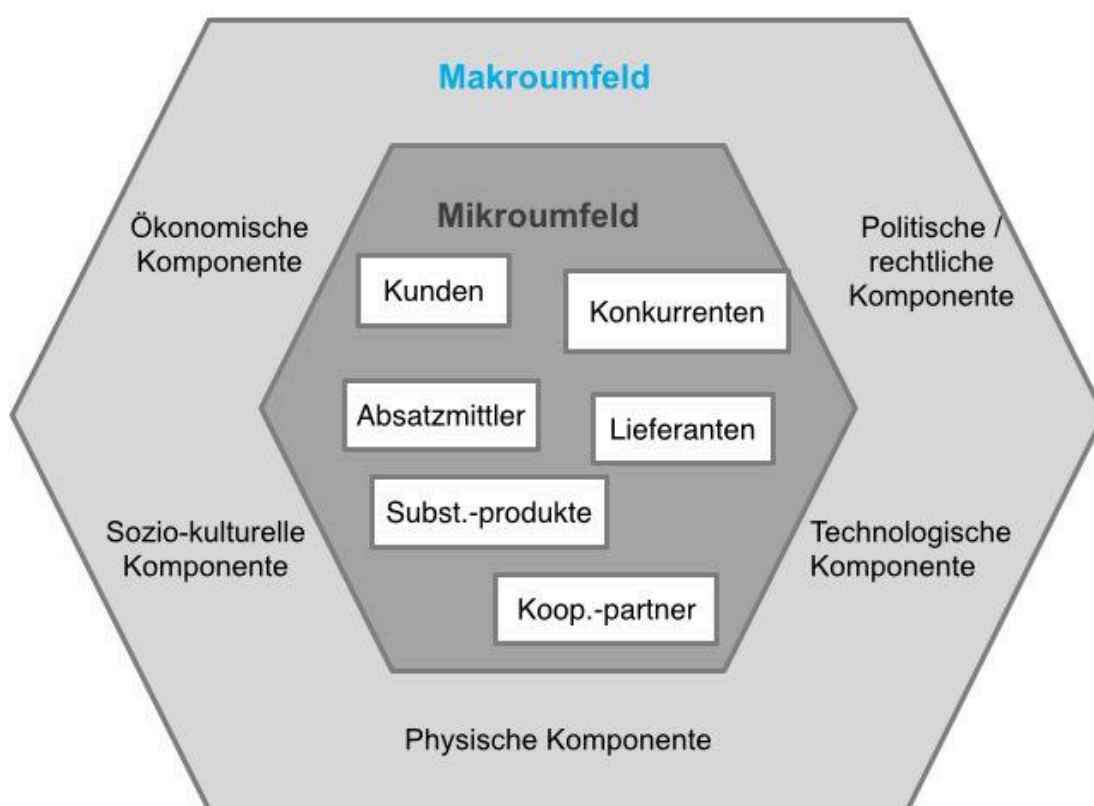 Makroumfeld
Mikroumfeld
Ökonomische
Komponente
Politische /
rechtliche
Komponente
Kunden
Konkurrenten
Absatzmittler
Lieferanten
Subst.-produkte
Sozio-kulturelle
Komponente
Technologische
Komponente
Koop.-partner
Physische Komponente